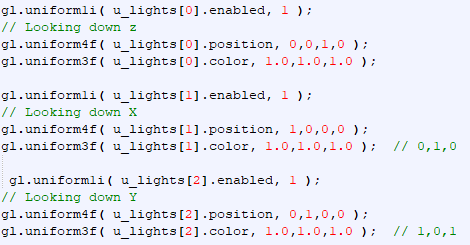 gl.uniformli( u_lights[0].enabled, 1 );
// Looking down z
gl.uniform4f( u_lights[0].position, 0,0,1,0 );
gl.uniform3f( u_lights[0].color, 1.0,1.0,1.0 );
gl.uniformli( u_lights[1].enabled, 1 );
// Looking down X
gl.uniform4f( u_lights[1].position, 1,0,0,0 );
gl.uniform3f( u_lights[1].color, 1.0,1.0,1.0 );  // 0,1,0
gl.uniformli( u_lights[2].enabled, 1 );
// Looking down Y
gl.uniform4f( u_lights[2].position, 0,1,0,0 );
gl.uniform3f( u_lights[2].color, 1.0,1.0,1.0 );  // 1,0,1